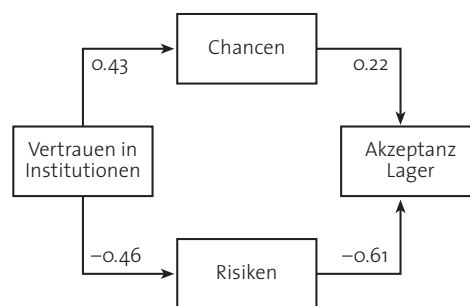 Chancen
0.43
0.22
Vertrauen in
Institutionen
Akzeptanz
Lager
–0.46
–0.61
Risiken